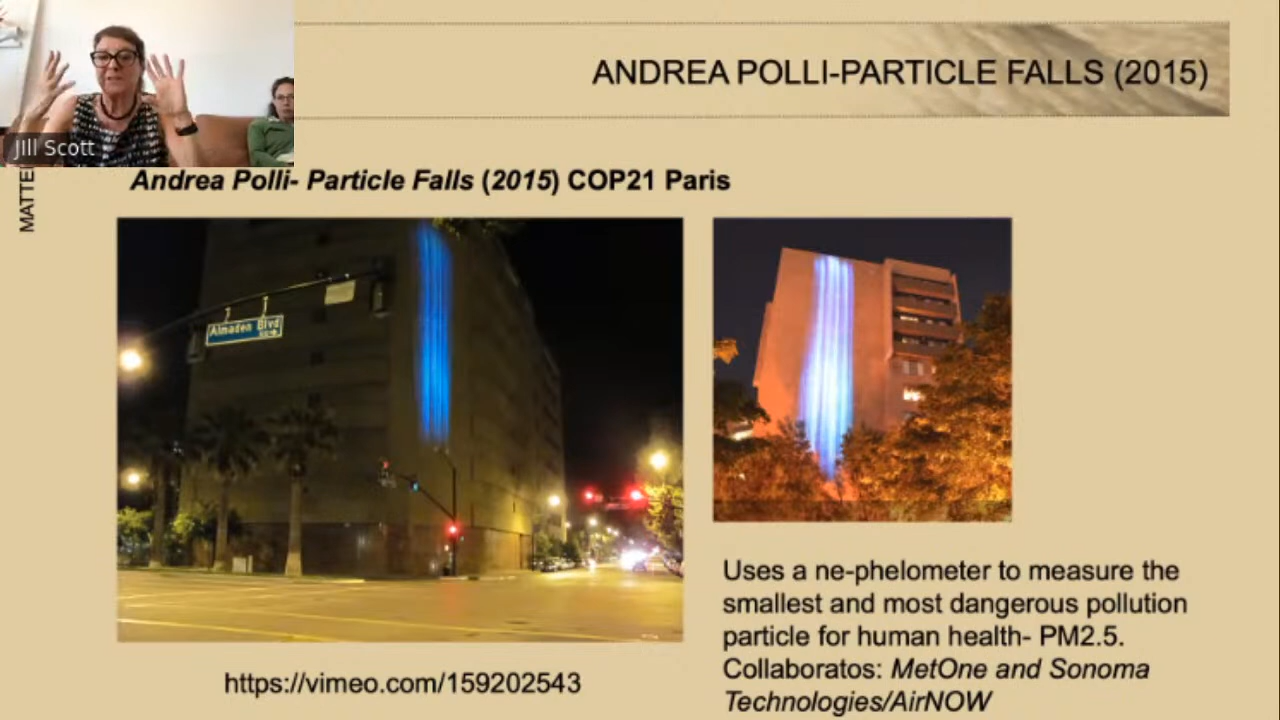 ANDREA POLLI-PARTICLE FALLS (2015)
JIll Scott
MATTE
Andrea Polli- Particle Falls (2015) COP21 Paris
Almaden Blvd
Uses a ne-phelometer to measure the
smallest and most dangerous pollution
particle for human health- PM2.5.
Collaboratos: MetOne and Sonoma
Technologies/AirNOW
https://vimeo.com/159202543